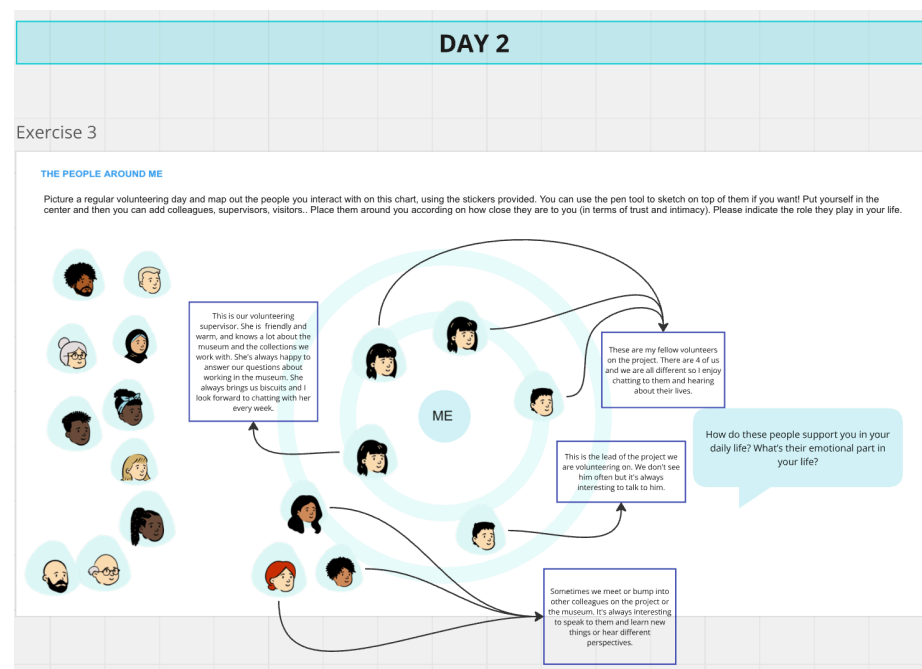 DAY 2
Exercise 3
THE PEOPLE AROUND ME
Picture a regular volunteering day and map out the people you interact with on this chart, using the stickers provided. You can use the pen tool to sketch on top of them if you want! Put yourself in the
center and then you can add colleagues, supervisors, visitors.. Place them around you according on how close they are to you (in terms of trust and intimacy). Please indicate the role they play in your life.
This is our volunteering
supervisor. She is friendly and
warm, and knows a lot about the
museum and the collections we
work with. She's always happy to
answer our questions about
working in the museum. She
always brings us biscuits and I
look forward to chatting with her
every week.
These are my fellow volunteers
on the project. There are 4 of us
and we are all different so I enjoy
chatting to them and hearing
about their lives.
ME
How do these people support you in your
daily life? What's their emotional part in
your life?
This is the lead of the project we
are volunteering on. We don't see
him often but it's always
interesting to talk to him.
Sometimes we meet or bump into
other colleagues on the project or
the museum. It's always interesting
to speak to them and learn new
things or hear different
perspectives.